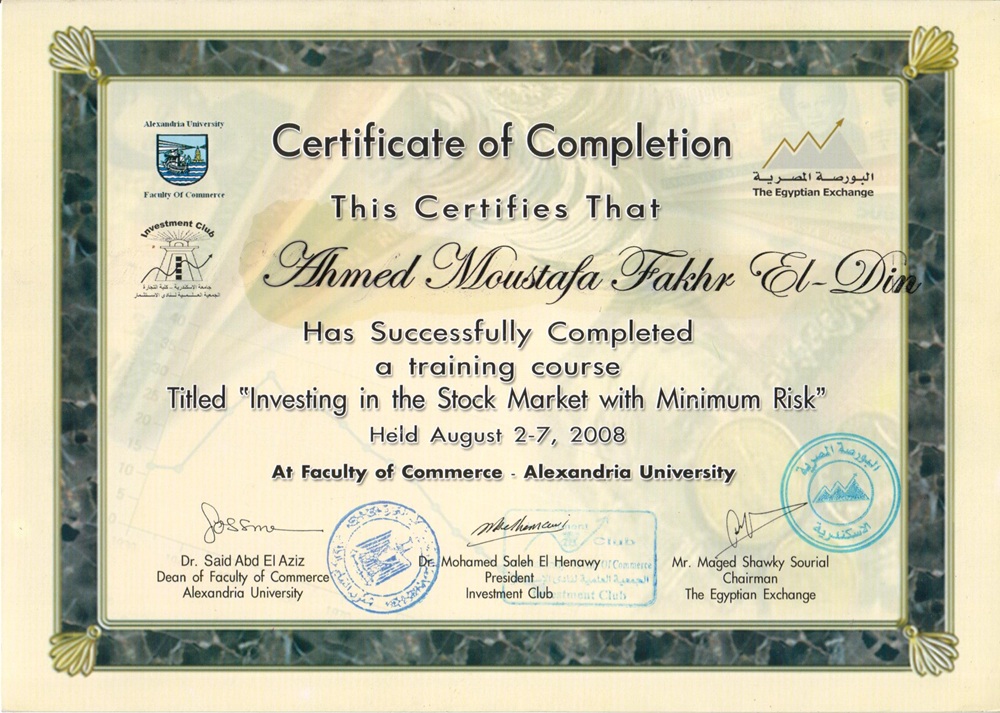 Alexandria University
Faculty Of Commerce
Investment Club
جامعة الاسكندرية - كلية التجارة
البورصة المصرية
The Egyptian Exchange
Certificate of Completion
This Certifies That
Ahmed Moustafa Fakhr El-Din
Has Successfully Completed
a training course
Titled "Investing in the Stock Market with Minimum Risk"
Held August 2-7, 2008
At Faculty of Commerce - Alexandria University
البورصة المصرية
الاسكندرية
Dr. Said Abd El Aziz
Dean of Faculty of Commerce
Alexandria University
Dr. Mohamed Saleh El Henawy
President
Investment Club
Mr. Maged Shawky Sourial
Chairman
The Egyptian Exchange